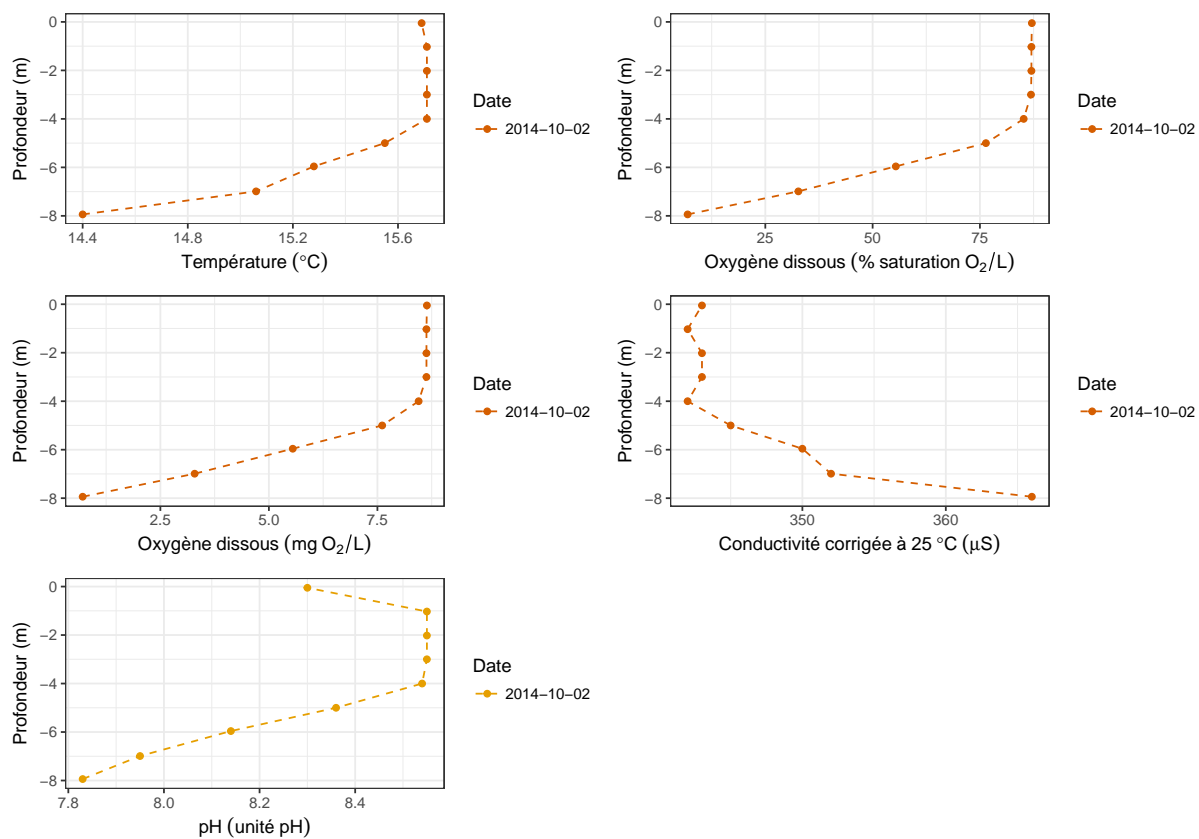 0
−2
−4
−6
−8
Profondeur (m)
14.4 14.8 15.2 15.6
Température (°C)
Date
2014−10−02
0
−2
−4
−6
−8
Profondeur (m)
25 50 75
Oxygène dissous (% saturation O₂/L)
Date
2014−10−02
0
−2
−4
−6
−8
Profondeur (m)
2.5 5.0 7.5
Oxygène dissous (mg O₂/L)
Date
2014−10−02
0
−2
−4
−6
−8
Profondeur (m)
350 360
Conductivité corrigée à 25 °C (µS)
Date
2014−10−02
0
−2
−4
−6
−8
Profondeur (m)
7.8 8.0 8.2 8.4
pH (unité pH)
Date
2014−10−02